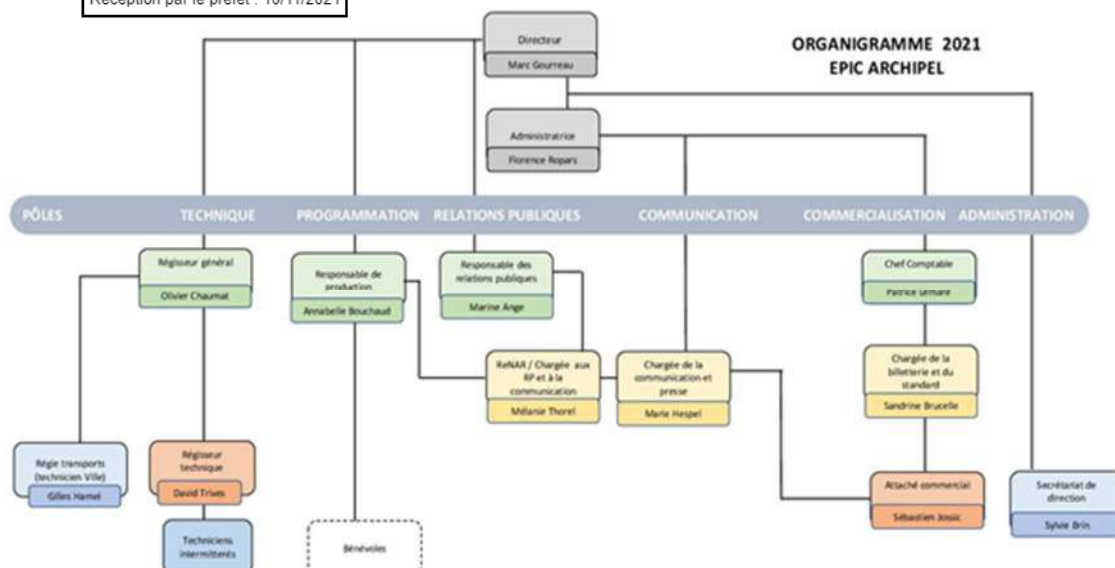 Réception par le préfet : 10/11/2021
ORGANIGRAMME 2021
EPIC ARCHIPEL
Directeur
Marc Gourreau
Administratrice
Florence Ropars
PÔLES TECHNIQUE PROGRAMMATION RELATIONS PUBLIQUES COMMUNICATION COMMERCIALISATION ADMINISTRATION
Régisseur général
Olivier Chaumat
Responsable de
production
Annabelle Bouchaud
Responsable des
relations publiques
Marine Ange
Chef Comptable
Patrice Lemare
ReNAR / Chargée aux
RP et à la
communication
Mélanie Thorel
Chargée de la
communication et
presse
Marie Hespel
Chargée de la
billetterie et du
standard
Sandrine Brucelle
Régie transports
(technicien Ville)
Gilles Hamel
Régisseur
technique
David Trives
Attaché commercial
Sébastien Jossic
Secrétariat de
direction
Sylvie Brin
Techniciens
intermittents
Bénévoles